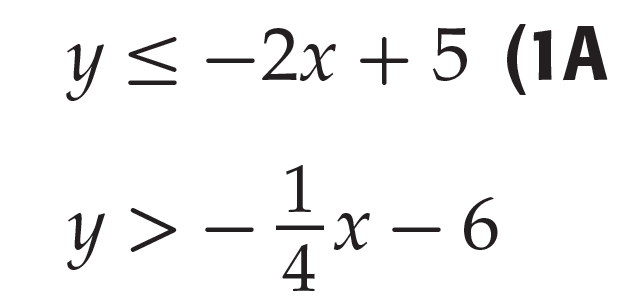 y ≤ −2x + 5 (1A
y > −1/4x − 6